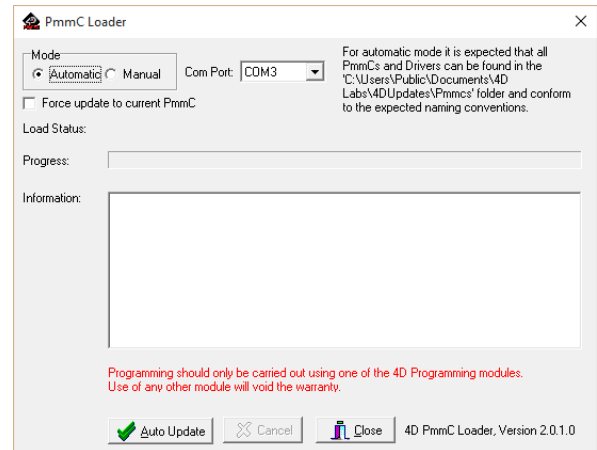 PmmC Loader
Mode
Automatic Manual Com Port: COM3
Force update to current PmmC
For automatic mode it is expected that all
PmmCs and Drivers can be found in the
'C:\Users\Public\Documents\4D
Labs\4DUpdates\Pmmcs' folder and conform
to the expected naming conventions.
Load Status:
Progress:
Information:
Programming should only be carried out using one of the 4D Programming modules.
Use of any other module will void the warranty.
Auto Update Cancel Close 4D PmmC Loader, Version 2.0.1.0